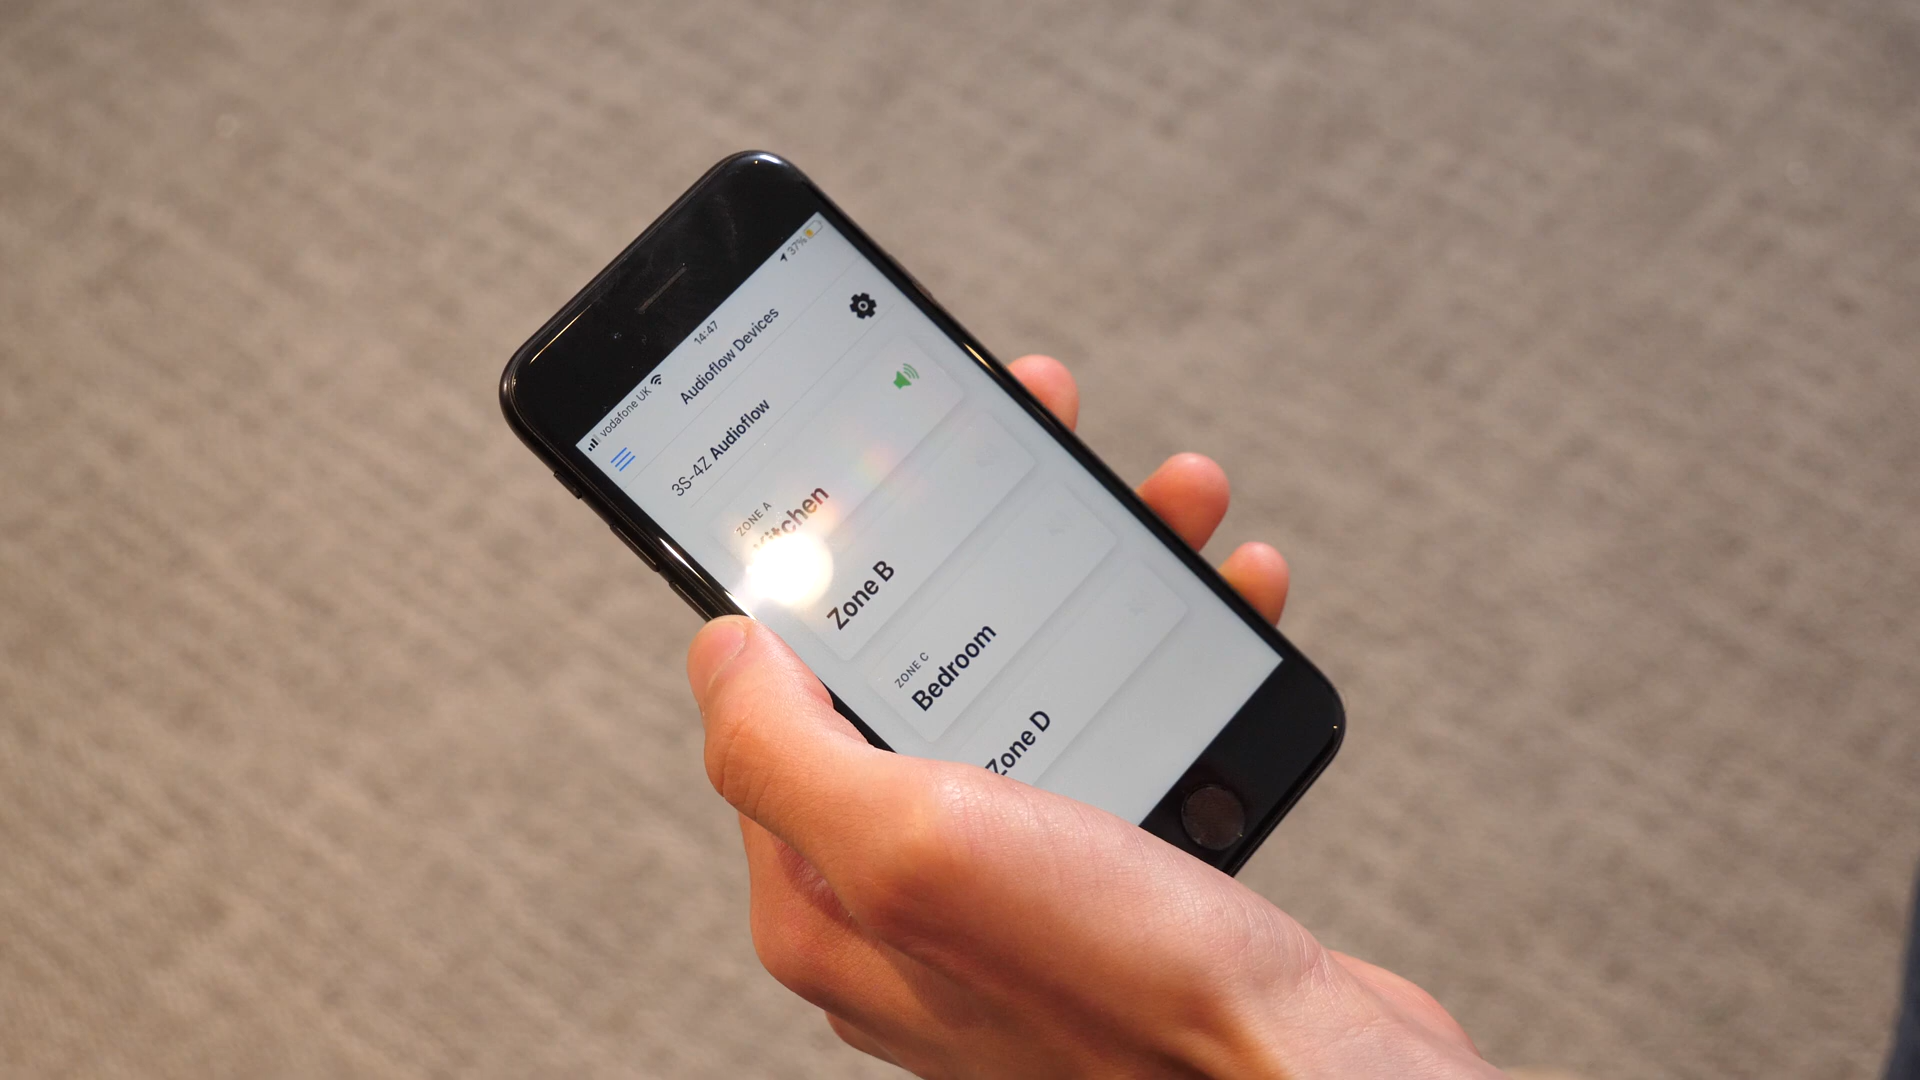 vodafone UK 14:47 37%
Audioflow Devices
3S-4Z Audioflow
ZONE A
Kitchen
Zone B
ZONE C
Bedroom
Zone D